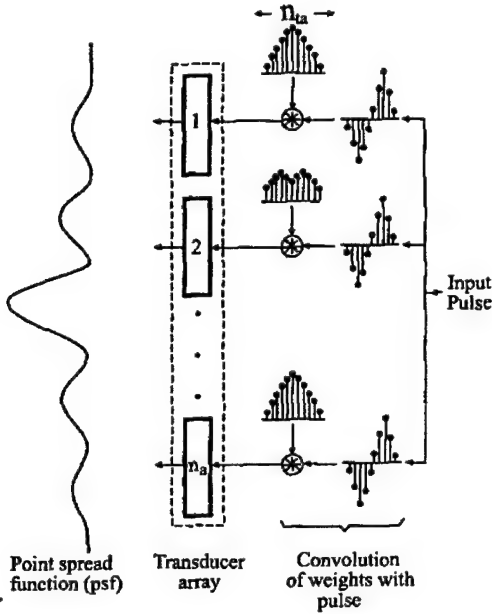 n_ta
1
2
Input
Pulse
n_a
Point spread
function (psf)
Transducer
array
Convolution
of weights with
pulse